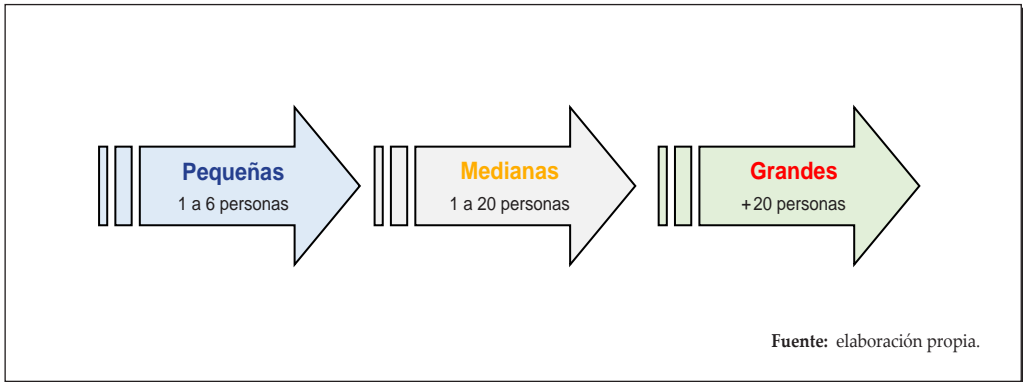 Pequeñas
1 a 6 personas
Medianas
1 a 20 personas
Grandes
+20 personas
Fuente: elaboración propia.